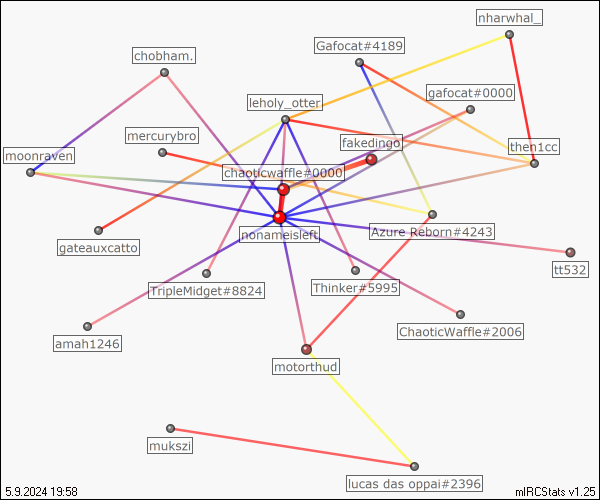 nharwhal_
Gafocat#4189
chobham.
gafocat#0000
leholy_otter
mercurybro
fakedingo
then1cc
moonraven
chaoticwaffle#0000
nonameisleft
Azure Reborn#4243
gateauxcatto
tt532
TripleMidget#8824
Thinker#5995
ChaoticWaffle#2006
amah1246
motorthud
mukszi
lucas das oppai#2396
5.9.2024 19:58
mIRCStats v1.25